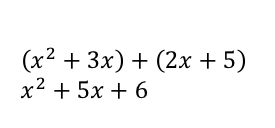 (x² + 3x) + (2x + 5)
x² + 5x + 6